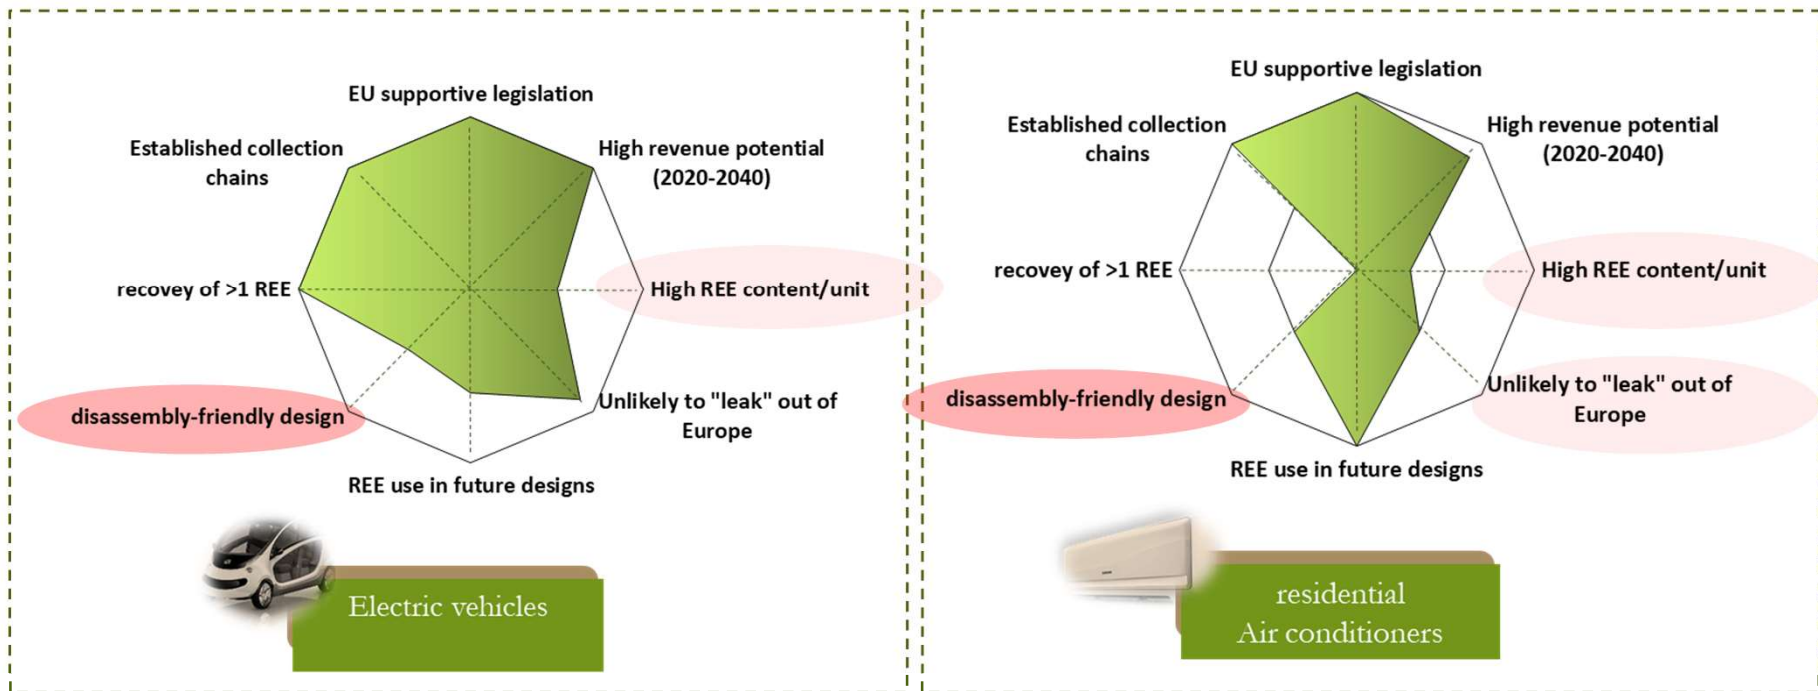 EU supportive legislation
Established collection
chains
High revenue potential
(2020-2040)
recovey of >1 REE
High REE content/unit
disassembly-friendly design
Unlikely to "leak" out of
Europe
REE use in future designs
Electric vehicles
EU supportive legislation
Established collection
chains
High revenue potential
(2020-2040)
recovey of >1 REE
High REE content/unit
disassembly-friendly design
Unlikely to "leak" out of
Europe
REE use in future designs
residential
Air conditioners